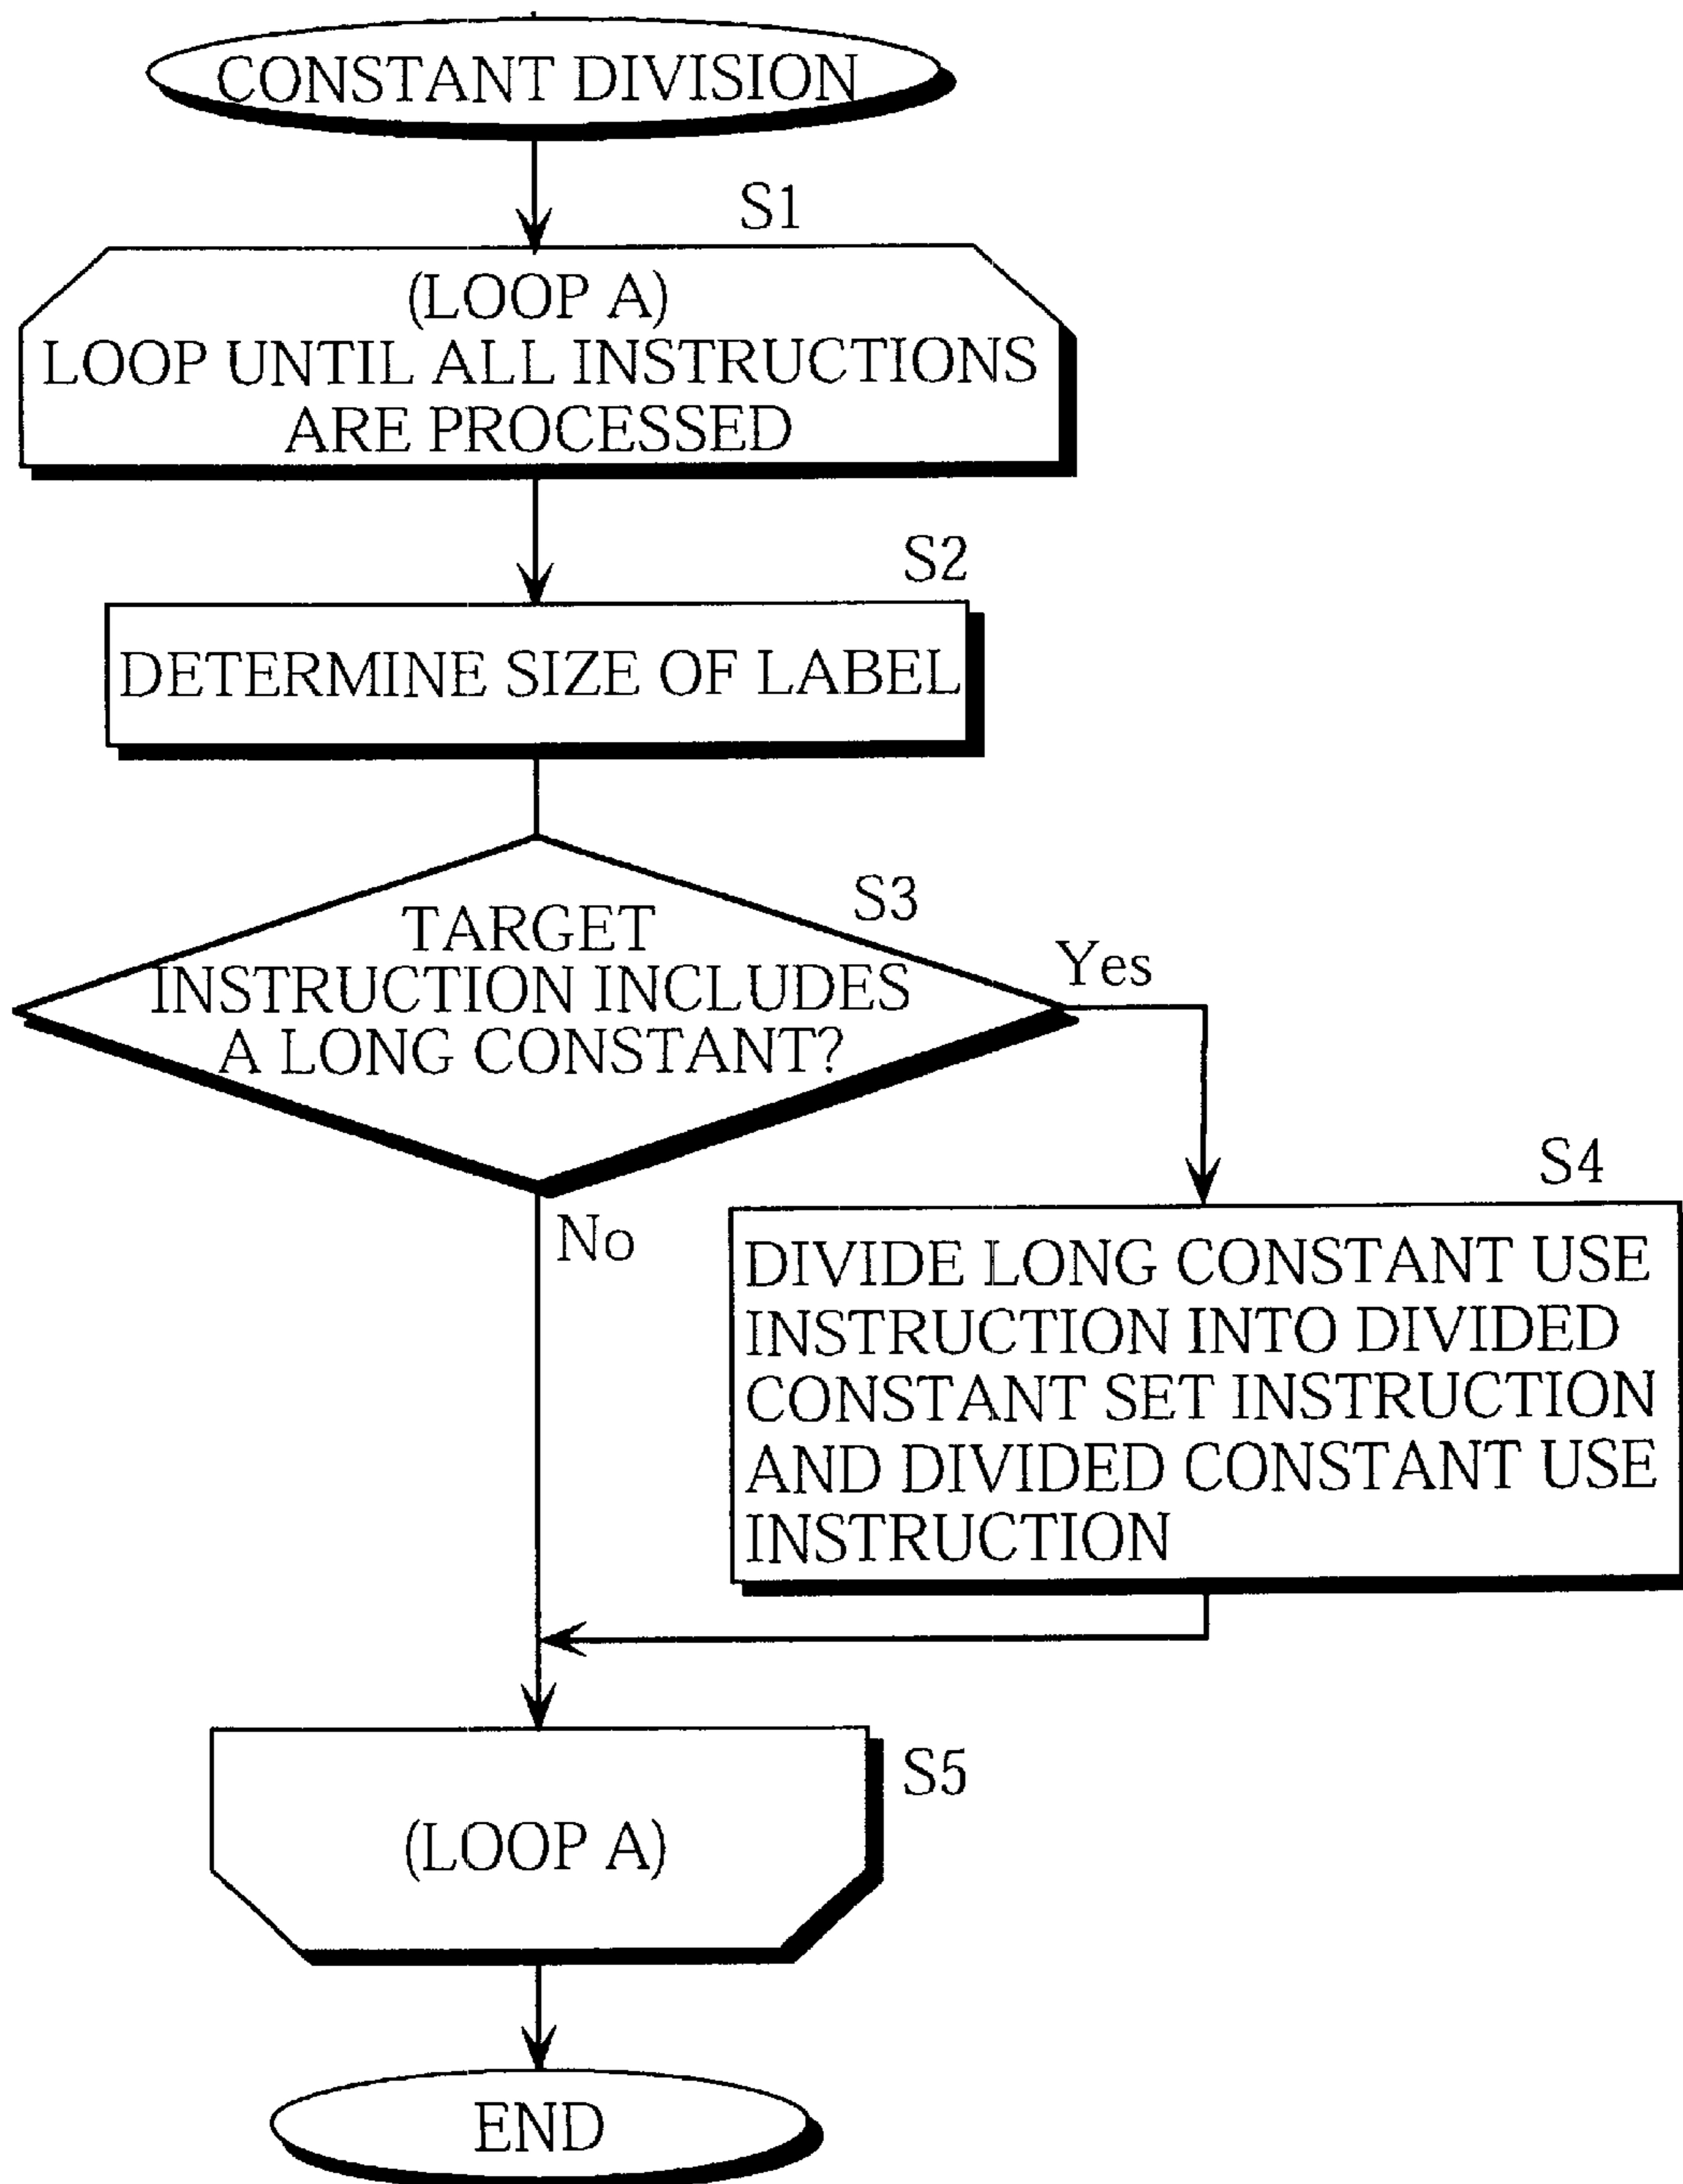 CONSTANT DIVISION
S1
(LOOP A)
LOOP UNTIL ALL INSTRUCTIONS
ARE PROCESSED
S2
DETERMINE SIZE OF LABEL
S3
TARGET
INSTRUCTION INCLUDES
A LONG CONSTANT?
Yes
No
S4
DIVIDE LONG CONSTANT USE
INSTRUCTION INTO DIVIDED
CONSTANT SET INSTRUCTION
AND DIVIDED CONSTANT USE
INSTRUCTION
S5
(LOOP A)
END